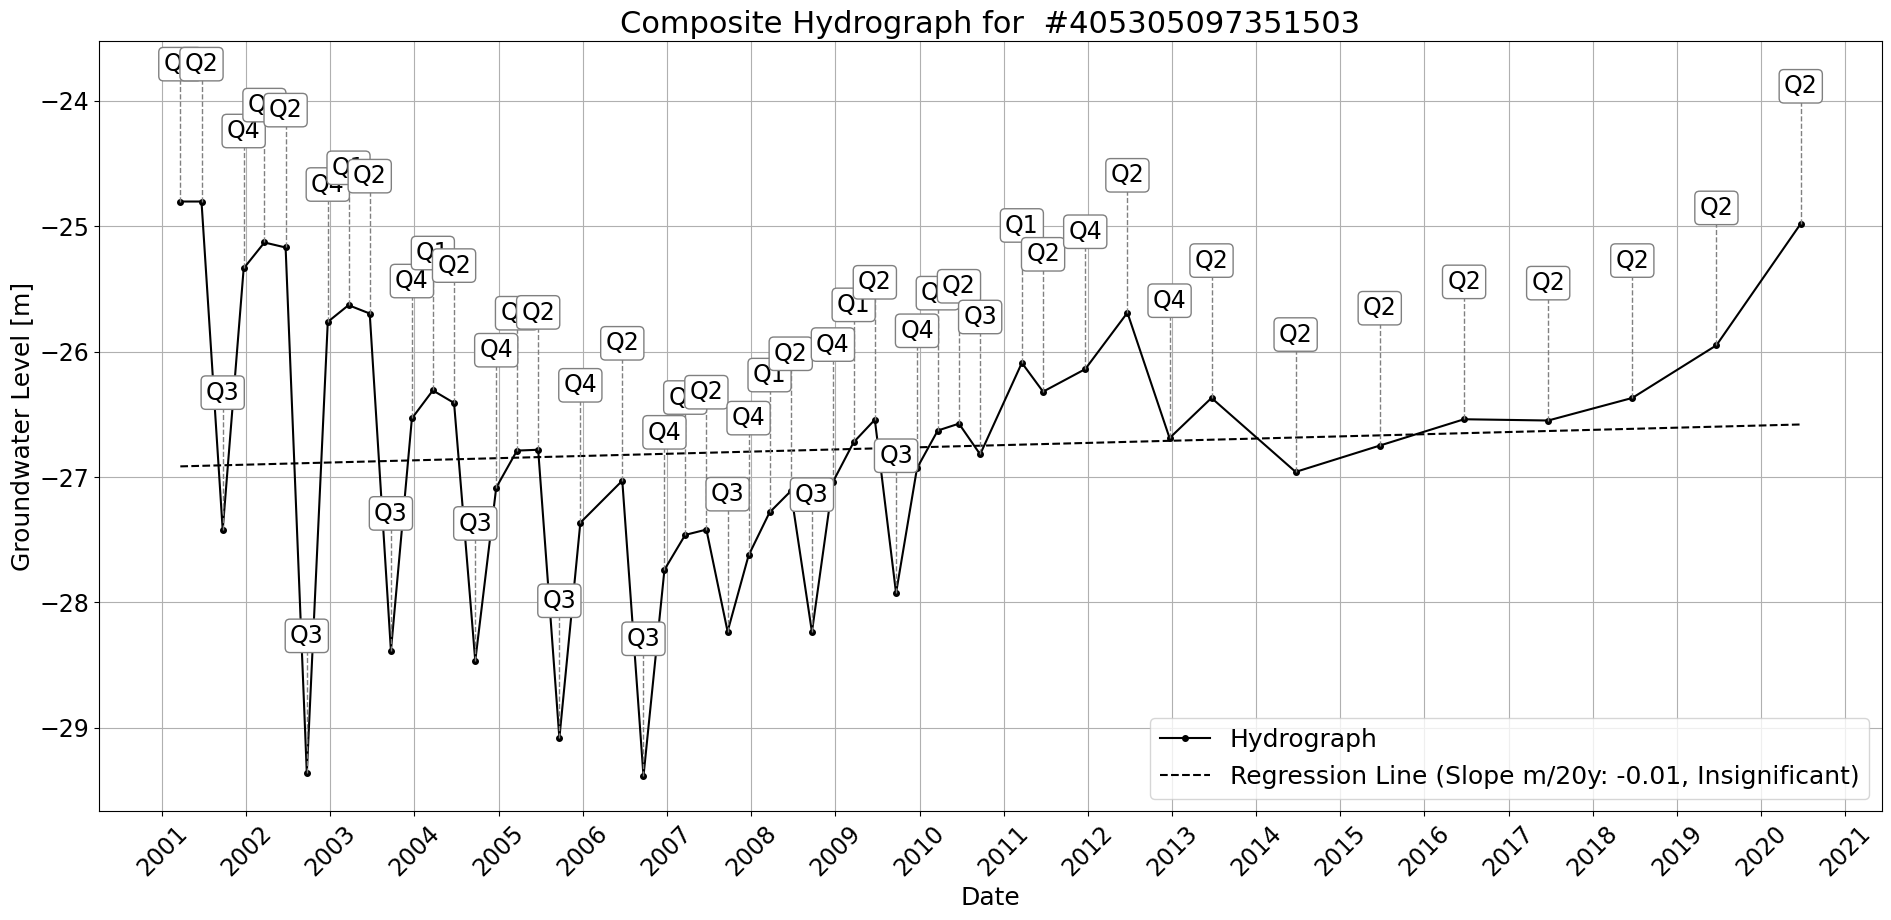 Composite Hydrograph for #405305097351503
Groundwater Level [m]
−24
−25
−26
−27
−28
−29
Q2
Q3
Q4
Q2
Q3
Q2
Q3
Q4
Q2
Q3
Q4
Q2
Q3
Q4
Q2
Q3
Q4
Q2
Q3
Q4
Q1
Q2
Q3
Q4
Q1
Q2
Q3
Q4
Q2
Q3
Q1
Q2
Q4
Q2
Q4
Q2
Q2
Q2
Q2
Q2
Q2
Q2
Q2
Hydrograph
Regression Line (Slope m/20y: -0.01, Insignificant)
2001
2002
2003
2004
2005
2006
2007
2008
2009
2010
2011
2012
2013
2014
2015
2016
2017
2018
2019
2020
2021
Date